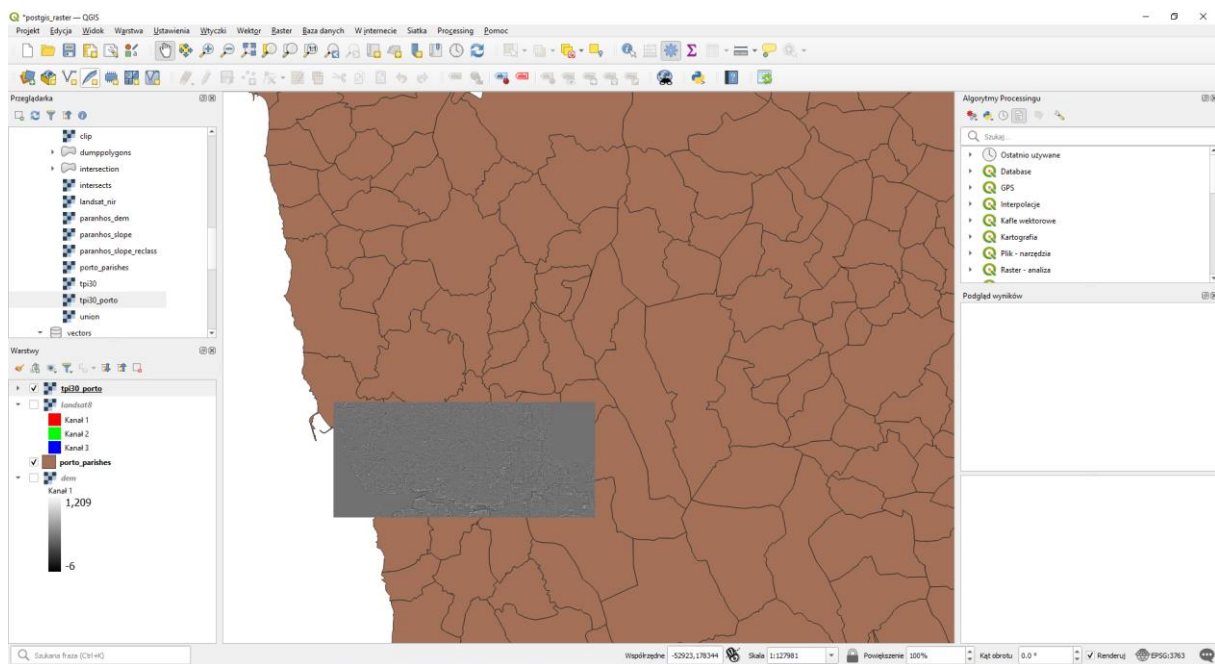 *postgis_raster — QGIS
Projekt Edycja Widok Warstwa Ustawienia Wtyczki Wektor Raster Baza danych W internecie Siatka Processing Pomoc
Przeglądarka
clip
dumppolygons
intersection
intersects
landsat_nir
paranhos_dem
paranhos_slope
paranhos_slope_reclass
porto_parishes
tpi30
tpi30_porto
union
vectors
Warstwy
tpi30_porto
landsat8
Kanał 1
Kanał 2
Kanał 3
porto_parishes
dem
Kanał 1
1,209
-6
Algorytmy Processingu
Szukaj...
Ostatnio używane
Database
GPS
Interpolacje
Kafle wektorowe
Kartografia
Plik - narzędzia
Raster - analiza
Podgląd wyników
Szukana fraza (Ctrl+K)
Współrzędne -52923,178344 Skala 1:127981 Powiększenie 100% Kąt obrotu 0.0 ° Renderuj EPSG:3763